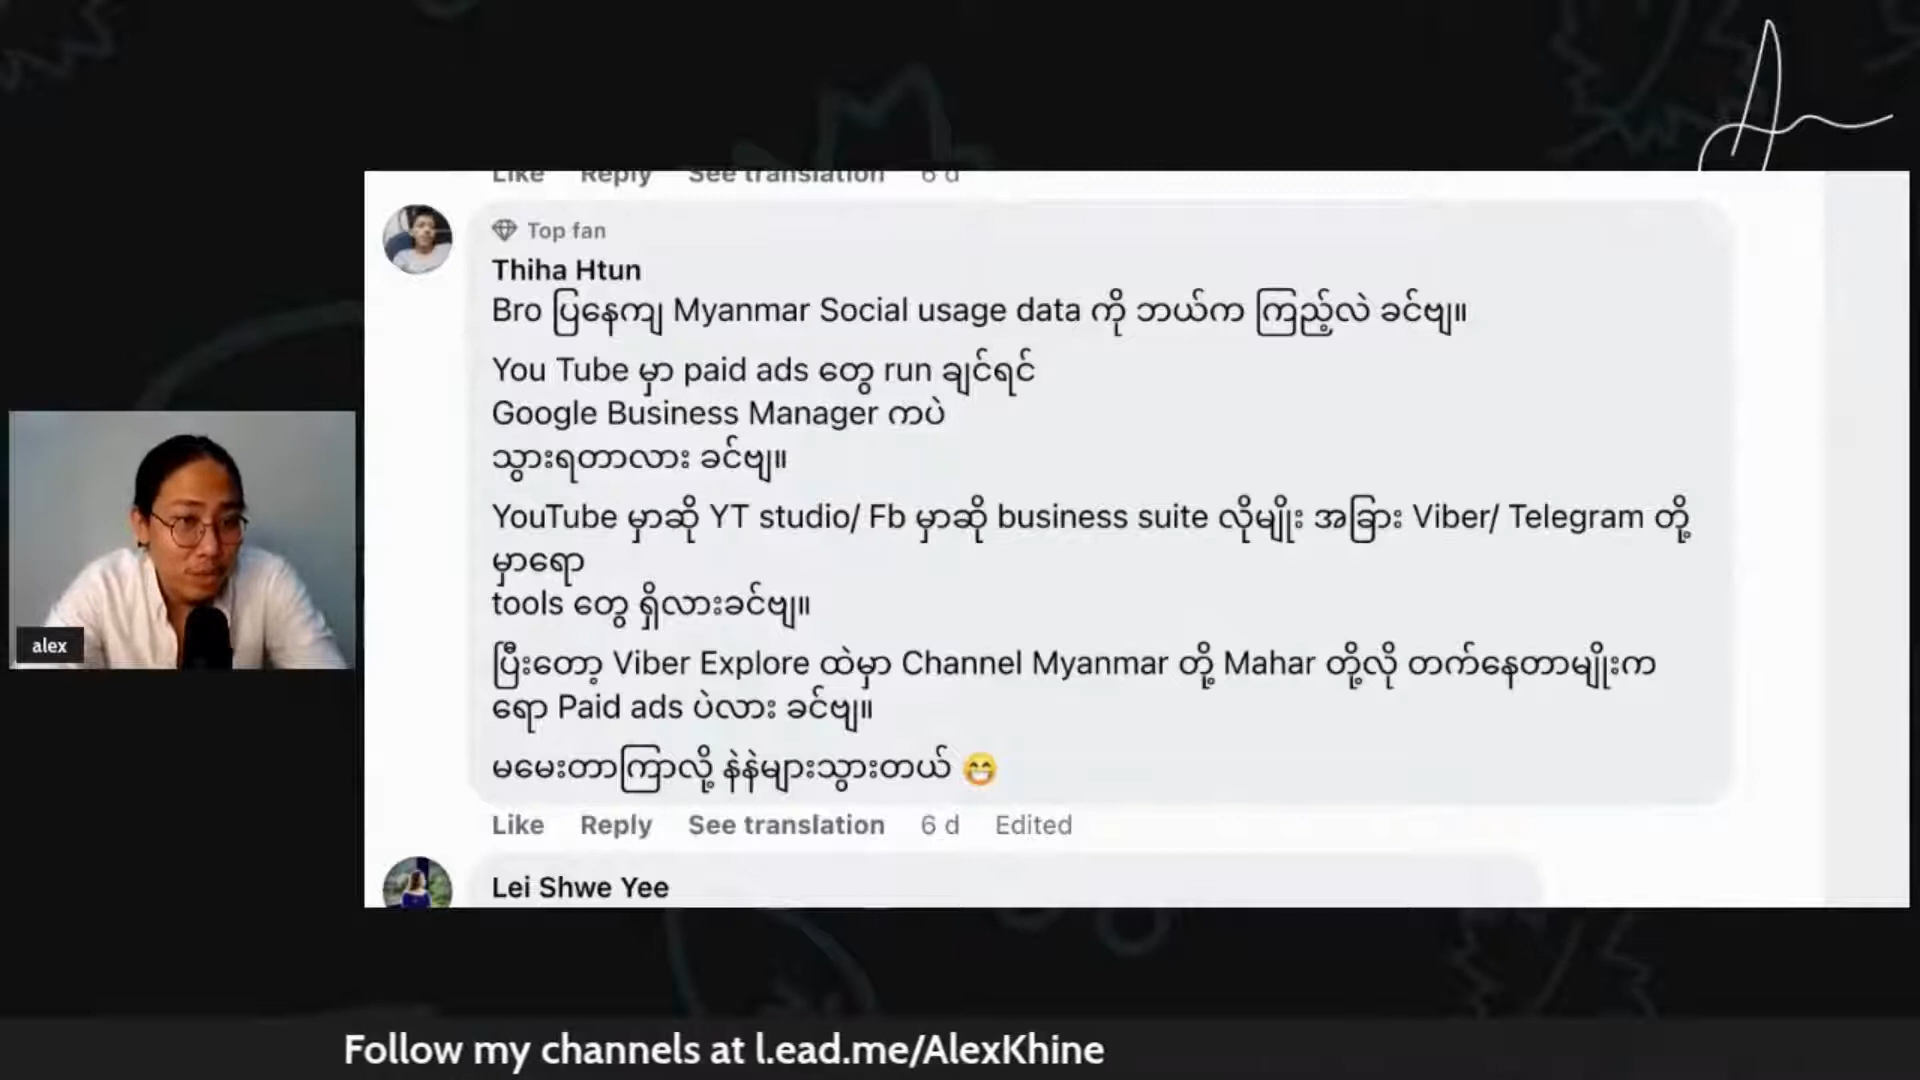 Like Reply See translation 6 d
Top fan
Thiha Htun
Bro ပြနေကျ Myanmar Social usage data ကို ဘယ်က ကြည့်လဲ ခင်ဗျ။
You Tube မှာ paid ads တွေ run ချင်ရင်
Google Business Manager ကပဲ
သွားရတာလား ခင်ဗျ။
YouTube မှာဆို YT studio/ Fb မှာဆို business suite လိုမျိုး အခြား Viber/ Telegram တို့
မှာရော
tools တွေ ရှိလားခင်ဗျ။
ပြီးတော့ Viber Explore ထဲမှာ Channel Myanmar တို့ Mahar တို့လို တက်နေတာမျိုးက
ရော Paid ads ပဲလား ခင်ဗျ။
မမေးတာကြာလို့ နဲနဲများသွားတယ် 😁
Like Reply See translation 6 d Edited
Lei Shwe Yee
alex
Follow my channels at l.ead.me/AlexKhine